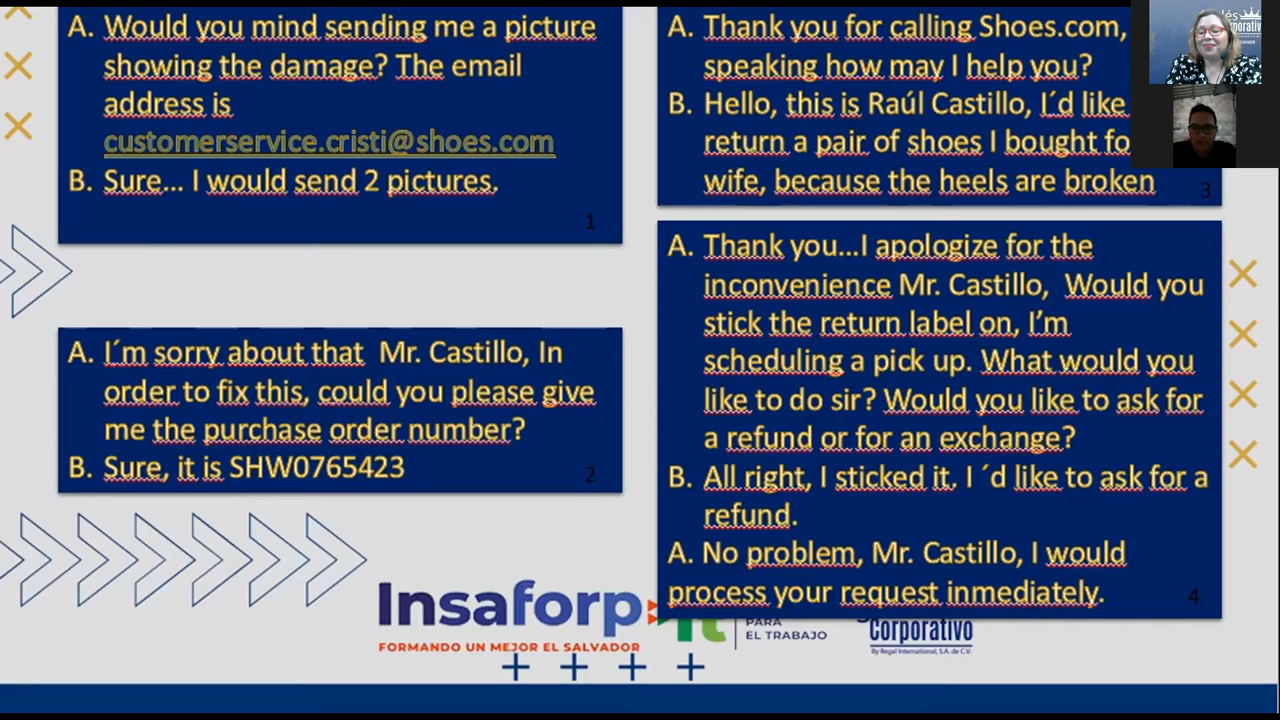 A. Would you mind sending me a picture
showing the damage? The email
address is
customerservice.cristi@shoes.com
B. Sure... I would send 2 pictures.
1
A. I´m sorry about that Mr. Castillo, In
order to fix this, could you please give
me the purchase order number?
B. Sure, it is SHW0765423
2
A. Thank you for calling Shoes.com,
speaking how may I help you?
B. Hello, this is Raúl Castillo, I´d like
return a pair of shoes I bought fo
wife, because the heels are broken
3
A. Thank you...I apologize for the
inconvenience Mr. Castillo, Would you
stick the return label on, I'm
scheduling a pick up. What would you
like to do sir? Would you like to ask for
a refund or for an exchange?
B. All right, I sticked it. I ´d like to ask for a
refund.
A. No problem, Mr. Castillo, I would
process your request inmediately.
4
Insaforp
FORMANDO UN MEJOR EL SALVADOR
PARA
EL TRABAJO
Corporativo
By Regal International, S.A. de C.V.